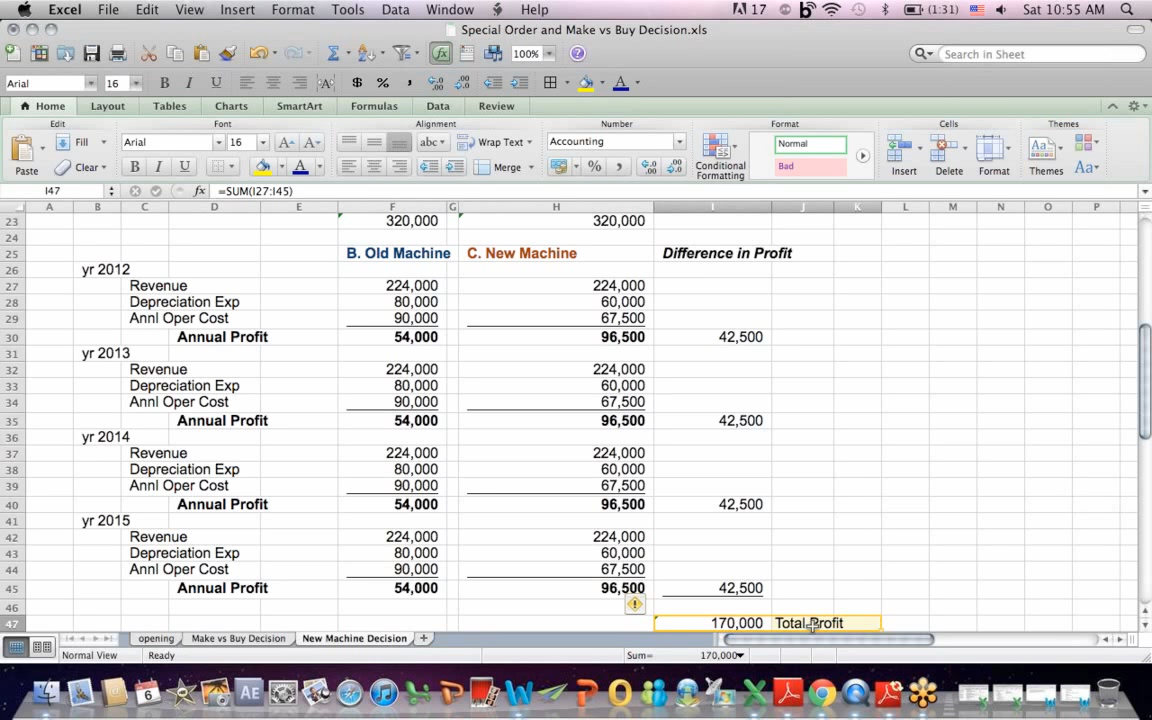 Excel File Edit View Insert Format Tools Data Window Help 17 (1:31) Sat 10:55 AM
Special Order and Make vs Buy Decision.xls
100% Search in Sheet
Arial 16 B I U A $ % A
Home Layout Tables Charts SmartArt Formulas Data Review
Edit Font Alignment Number Format Cells Themes
Paste Fill Arial 16 A A abc Wrap Text Accounting Conditional Formatting Normal Insert Delete Format Themes
Clear B I U A Merge % Bad Aa
I47 fx =SUM(I27:I45)
A B C D E F G H I J K L M N O P
23 320,000 320,000
24
25 B. Old Machine C. New Machine Difference in Profit
26 yr 2012
27 Revenue 224,000 224,000
28 Depreciation Exp 80,000 60,000
29 Annl Oper Cost 90,000 67,500
30 Annual Profit 54,000 96,500 42,500
31 yr 2013
32 Revenue 224,000 224,000
33 Depreciation Exp 80,000 60,000
34 Annl Oper Cost 90,000 67,500
35 Annual Profit 54,000 96,500 42,500
36 yr 2014
37 Revenue 224,000 224,000
38 Depreciation Exp 80,000 60,000
39 Annl Oper Cost 90,000 67,500
40 Annual Profit 54,000 96,500 42,500
41 yr 2015
42 Revenue 224,000 224,000
43 Depreciation Exp 80,000 60,000
44 Annl Oper Cost 90,000 67,500
45 Annual Profit 54,000 96,500 42,500
46
47 170,000 Total Profit
opening Make vs Buy Decision New Machine Decision
Normal View Ready Sum= 170,000
6 AE W P O X